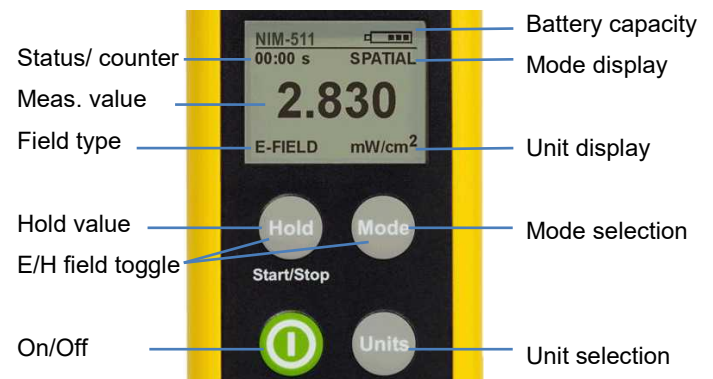 Battery capacity
NIM-511
Status/ counter
00:00 s
SPATIAL
Mode display
Meas. value
2.830
Field type
E-FIELD
mW/cm²
Unit display
Hold value
Hold
Mode
Mode selection
E/H field toggle
Start/Stop
On/Off
Units
Unit selection